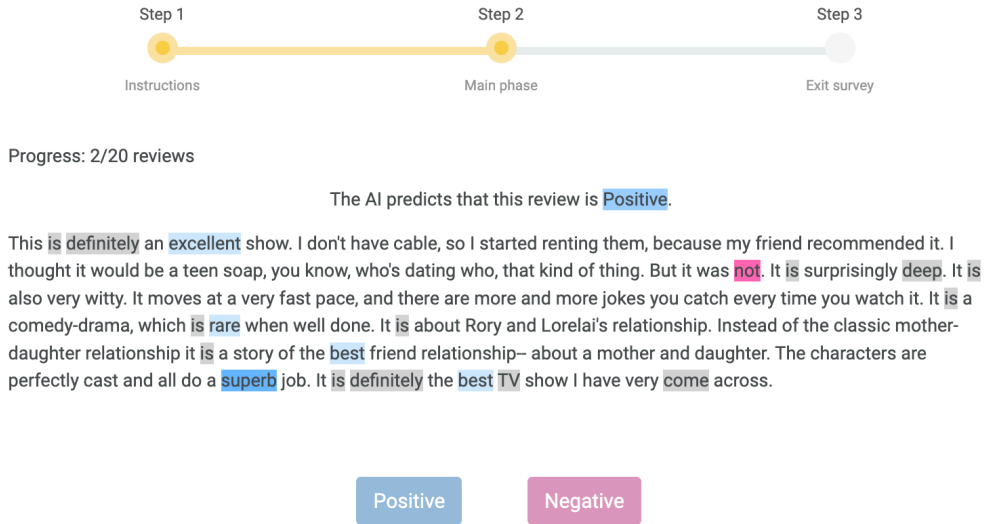 Step 1 Step 2 Step 3
Instructions Main phase Exit survey
Progress: 2/20 reviews
The AI predicts that this review is Positive.
This is definitely an excellent show. I don't have cable, so I started renting them, because my friend recommended it. I
thought it would be a teen soap, you know, who's dating who, that kind of thing. But it was not. It is surprisingly deep. It is
also very witty. It moves at a very fast pace, and there are more and more jokes you catch every time you watch it. It is a
comedy-drama, which is rare when well done. It is about Rory and Lorelai's relationship. Instead of the classic mother-
daughter relationship it is a story of the best friend relationship-- about a mother and daughter. The characters are
perfectly cast and all do a superb job. It is definitely the best TV show I have very come across.
Positive Negative